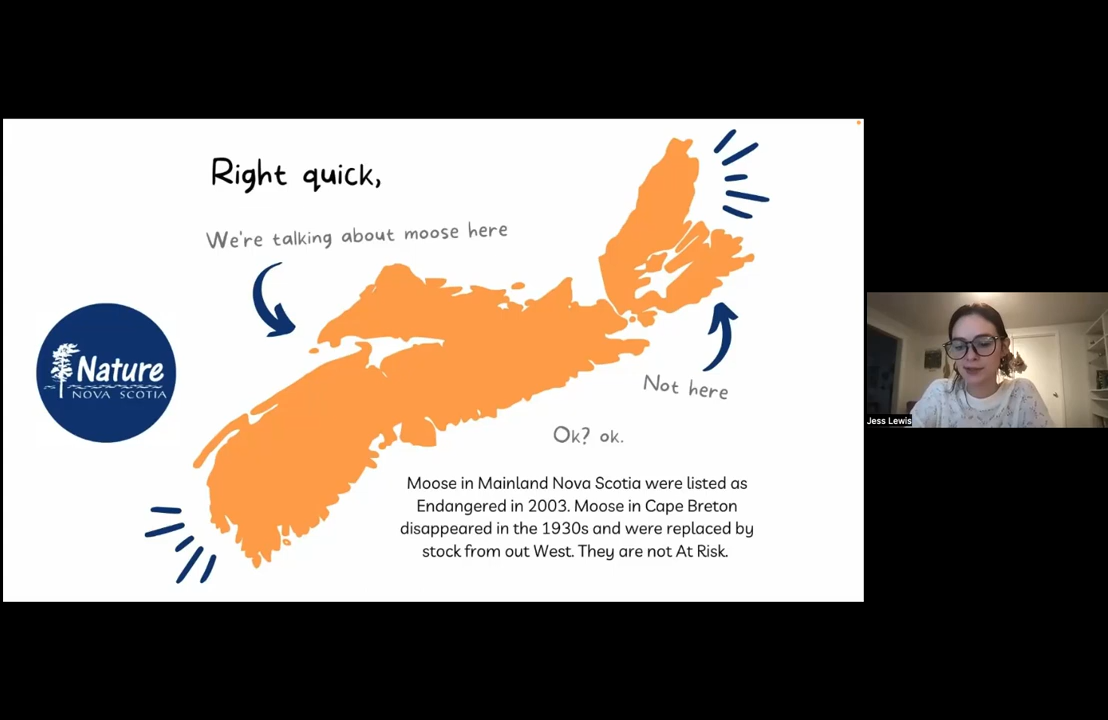 Right quick,
We're talking about moose here
Nature
NOVA SCOTIA
Not here
Jess Lewis
Ok? ok.
Moose in Mainland Nova Scotia were listed as
Endangered in 2003. Moose in Cape Breton
disappeared in the 1930s and were replaced by
stock from out West. They are not At Risk.